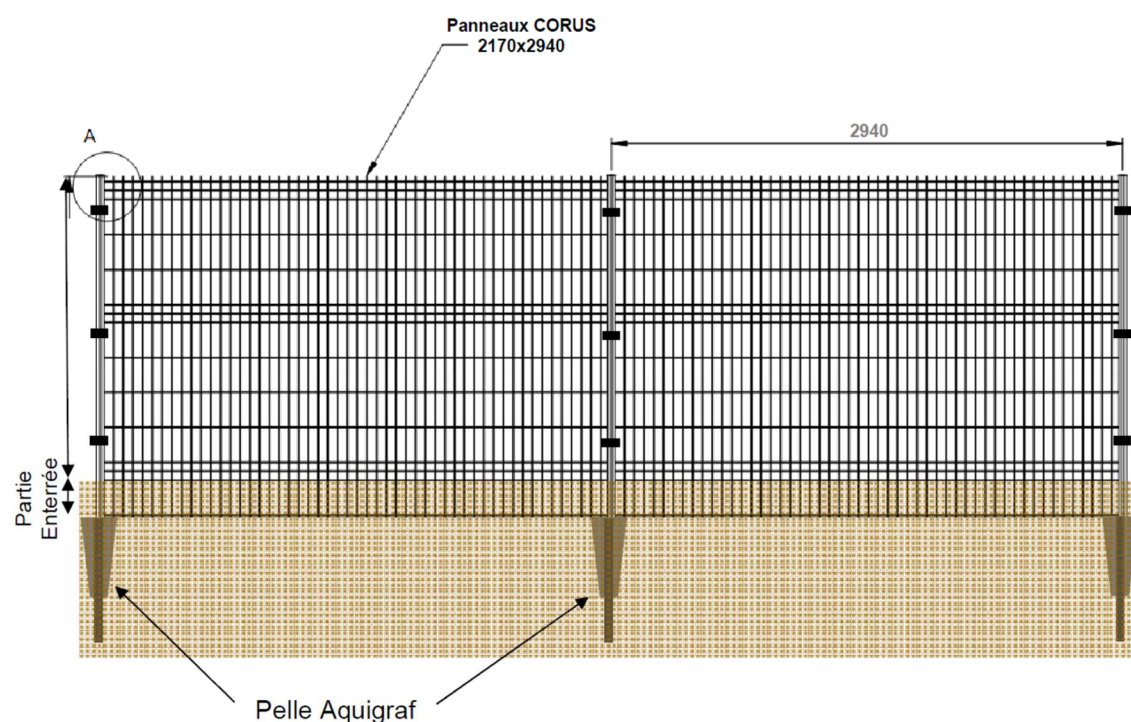 Panneaux CORUS
2170x2940
A
2940
Partie
Enterrée
Pelle Aquigraf